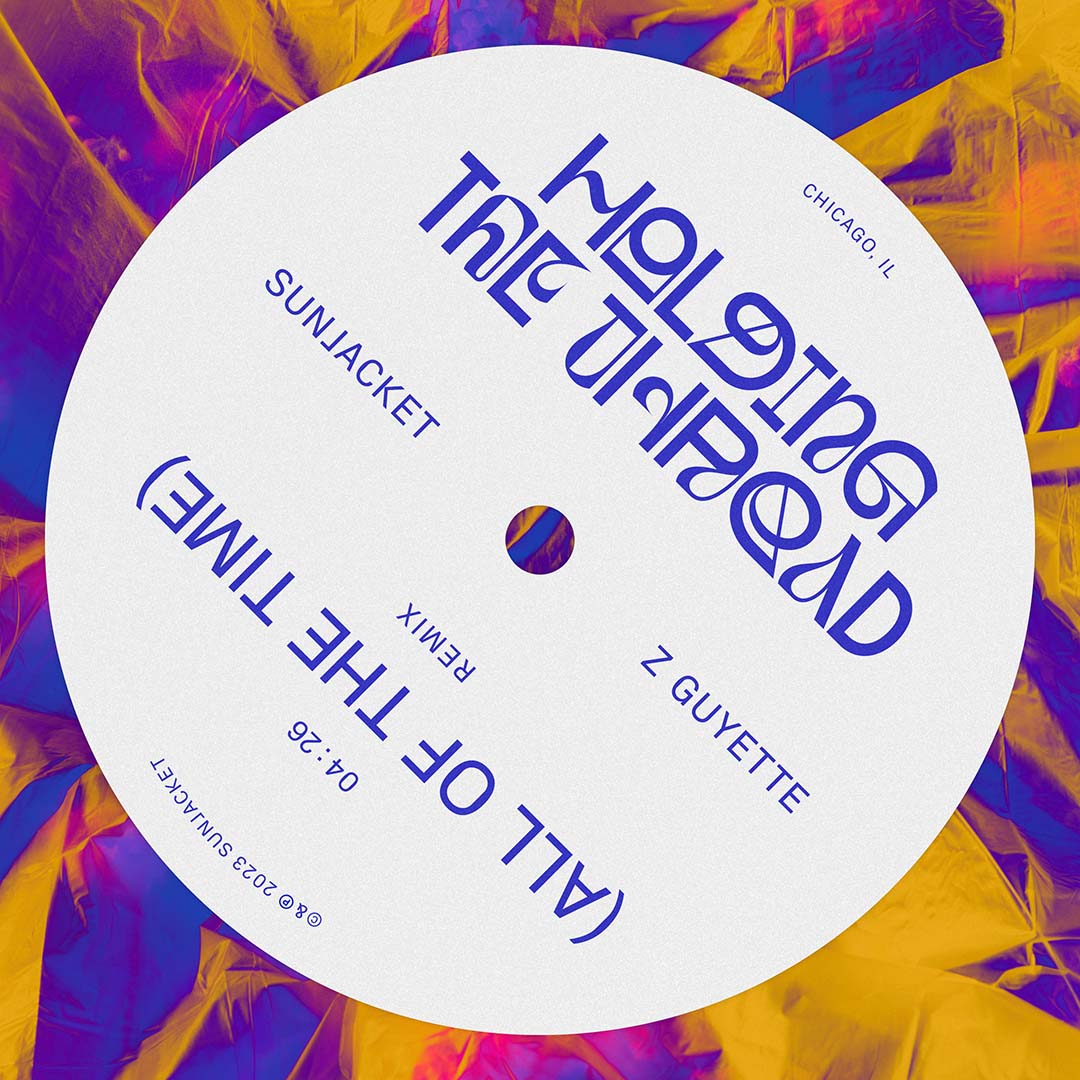 CHICAGO, IL
HOLDING
THE THREAD
SUNJACKET
Z GUYETTE
REMIX
(ALL OF THE TIME)
04:26
©&℗ 2023 SUNJACKET